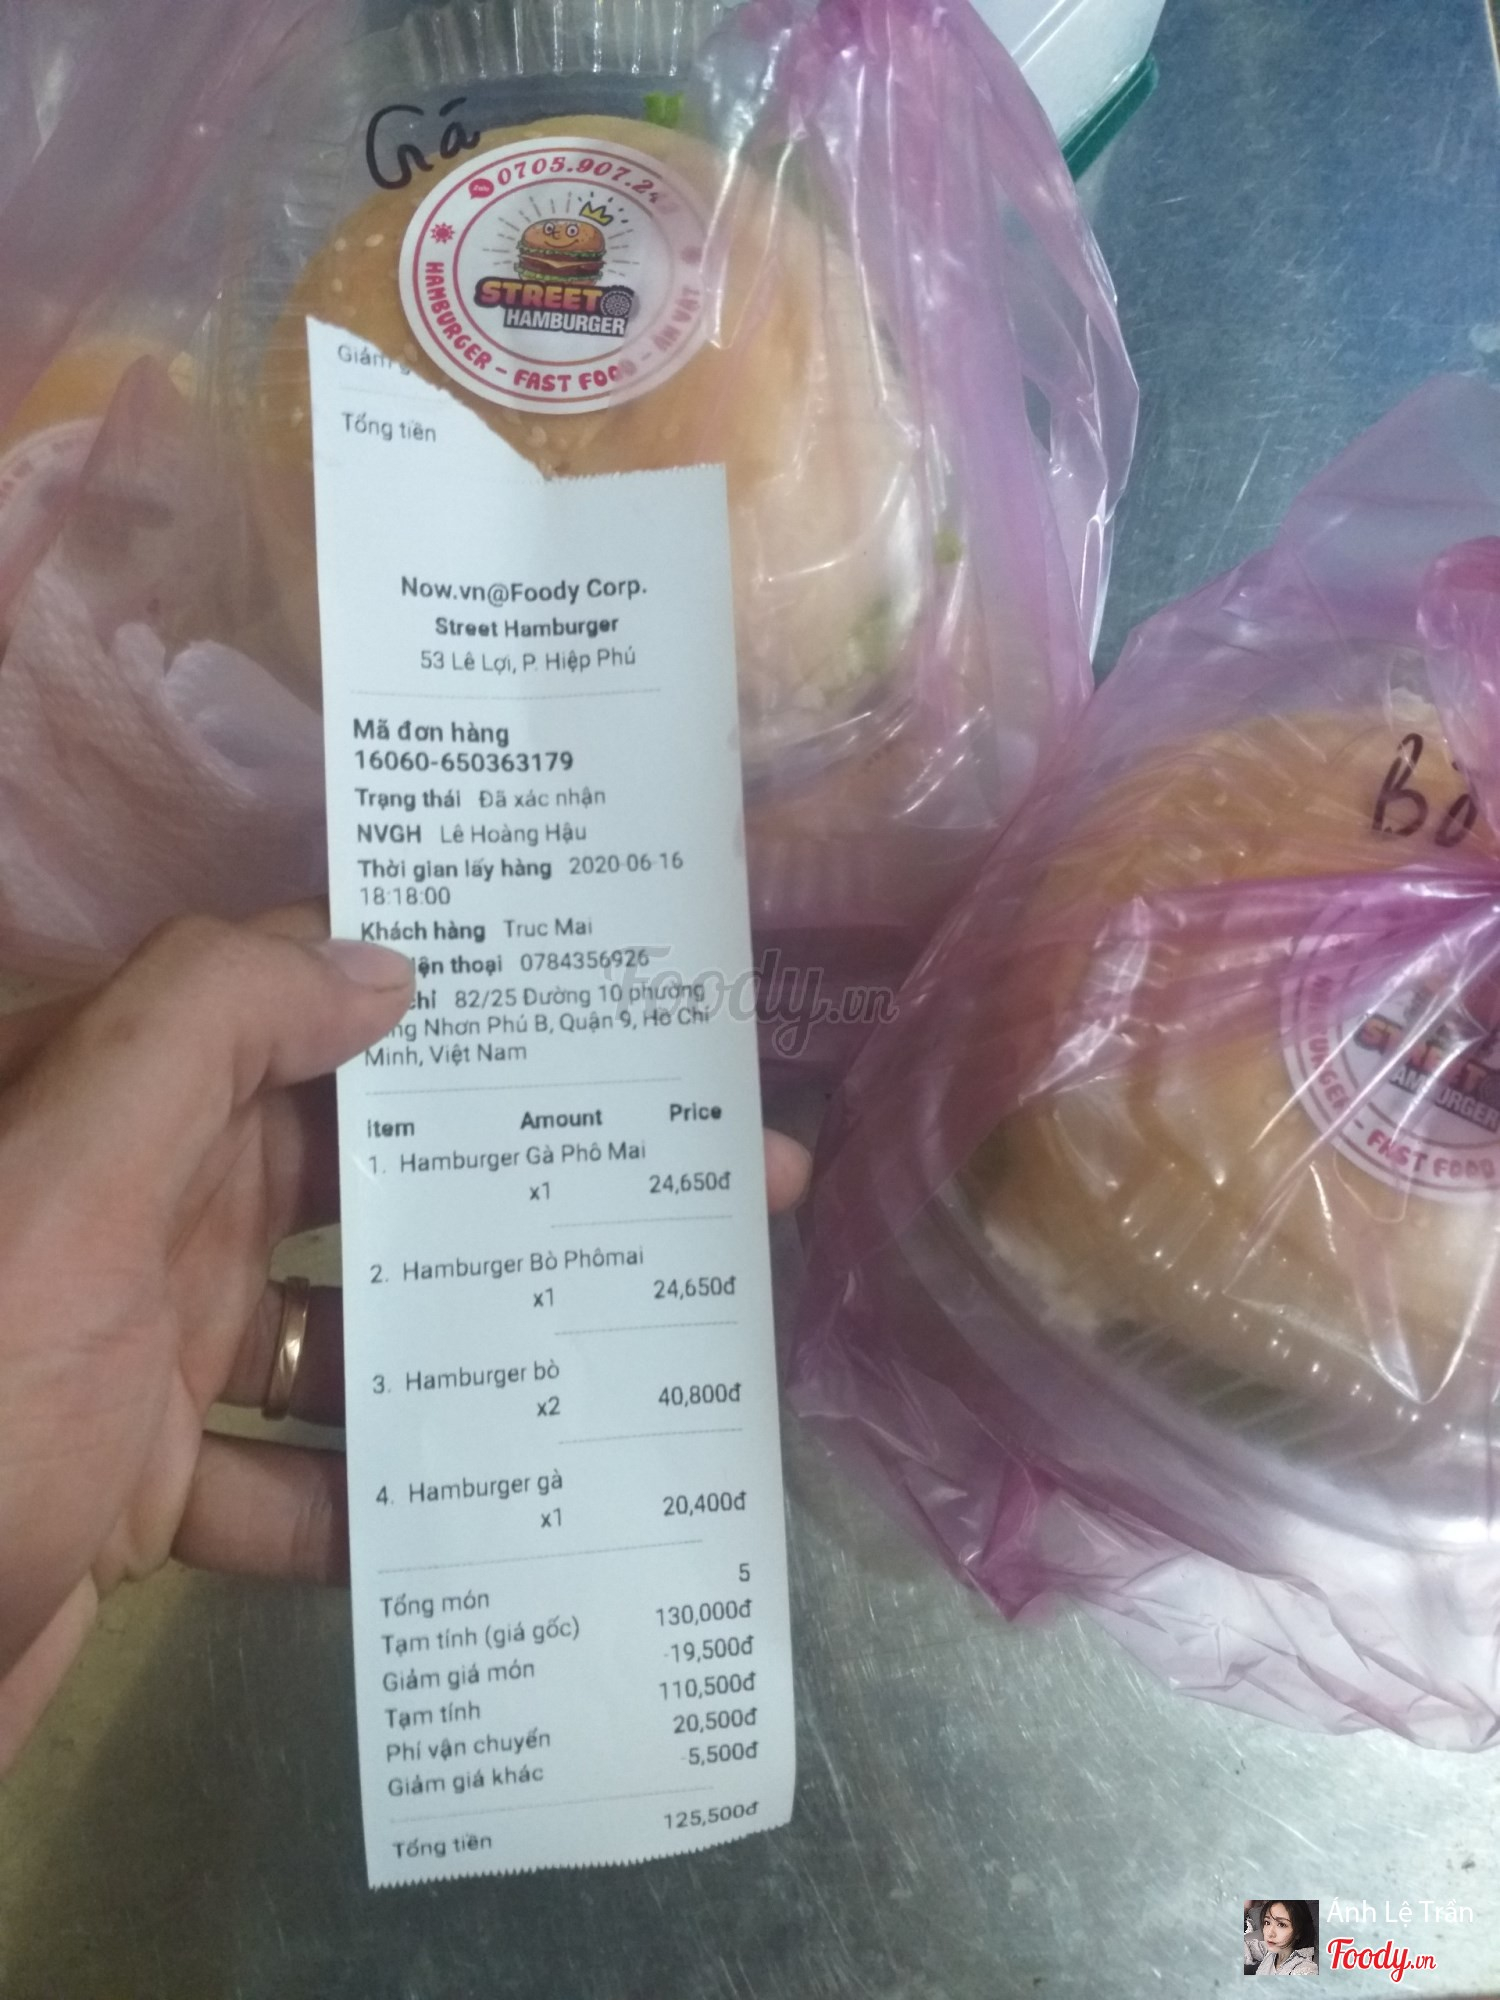 Gà
0705.907.24
STREET
HAMBURGER
HAMBURGER - FAST FOOD - ĂN VẶT
Giảm
Tổng tiền
Now.vn@Foody Corp.
Street Hamburger
53 Lê Lợi, P. Hiệp Phú
Mã đơn hàng
16060-650363179
Trạng thái Đã xác nhận
NVGH Lê Hoàng Hậu
Thời gian lấy hàng 2020-06-16
18:18:00
Khách hàng Truc Mai
thoại 0784356926
chỉ 82/25 Đường 10 phường
Nhơn Phú B, Quận 9, Hồ Chí
Minh, Việt Nam
Item Amount Price
1. Hamburger Gà Phô Mai
x1 24,650đ
2. Hamburger Bò Phômai
x1 24,650đ
3. Hamburger bò
x2 40,800đ
4. Hamburger gà
x1 20,400đ
Tổng món 5
Tạm tính (giá gốc) 130,000đ
Giảm giá món -19,500đ
Tạm tính 110,500đ
Phí vận chuyển 20,500đ
Giảm giá khác -5,500đ
Tổng tiền 125,500đ
Bò
STREET
HAMBURGER
FAST FOOD
Foody.vn
Ánh Lệ Trần
Foody.vn